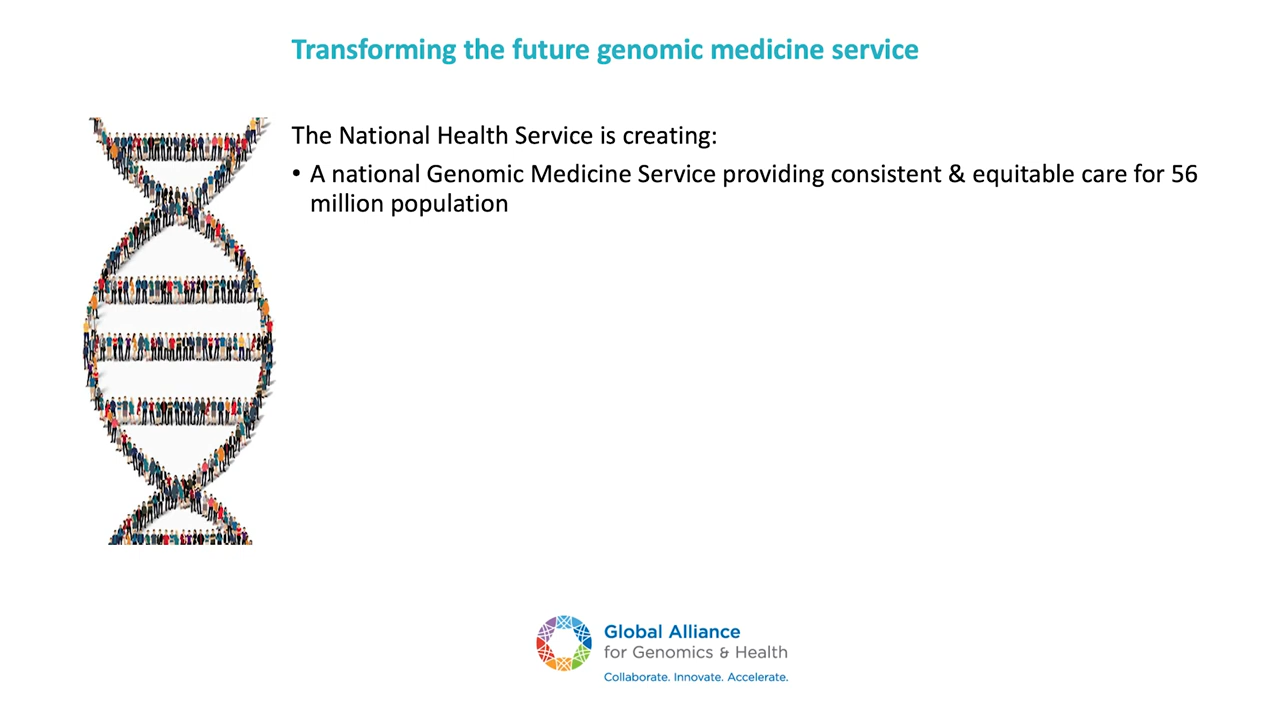 Transforming the future genomic medicine service
The National Health Service is creating:
• A national Genomic Medicine Service providing consistent & equitable care for 56
million population
Global Alliance
for Genomics & Health
Collaborate. Innovate. Accelerate.